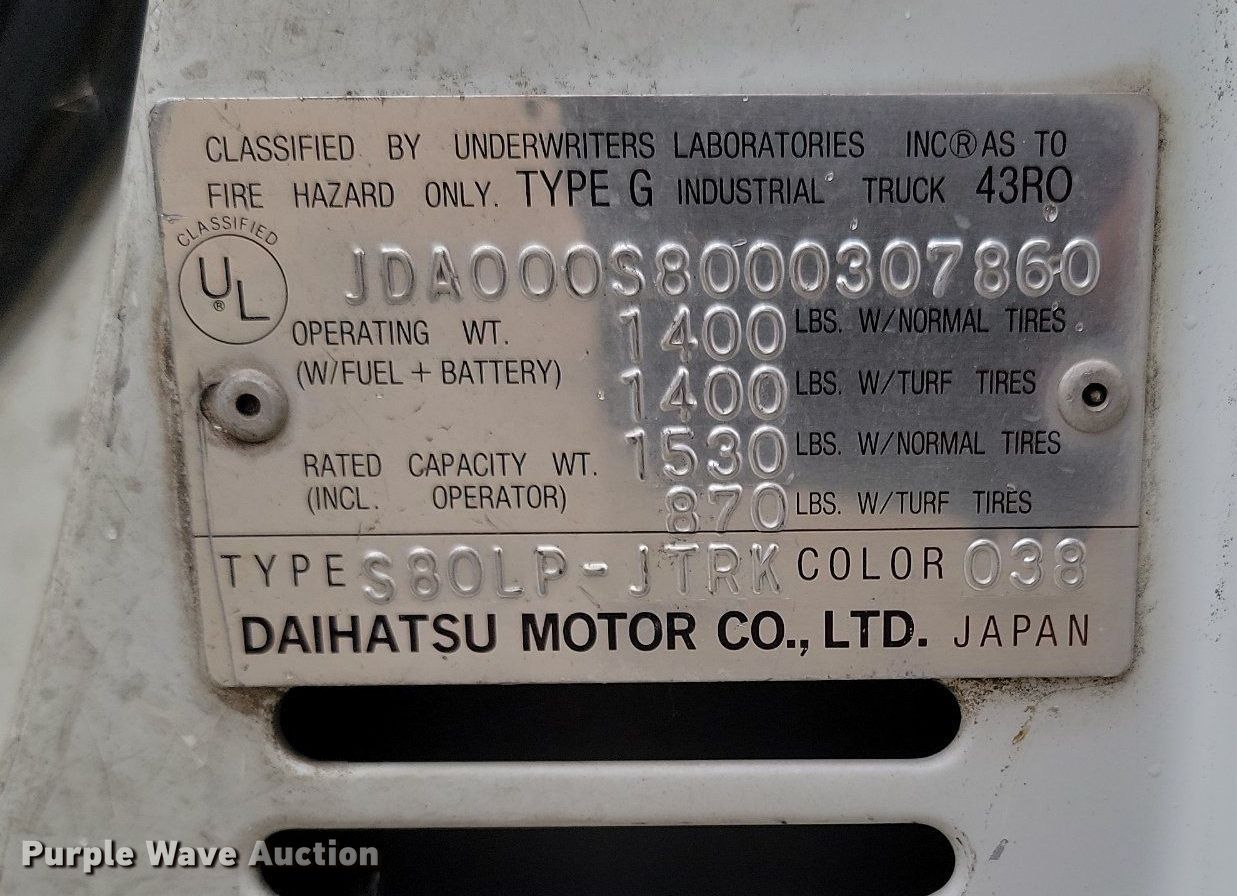 CLASSIFIED BY UNDERWRITERS LABORATORIES INC® AS TO
FIRE HAZARD ONLY. TYPE G INDUSTRIAL TRUCK 43RO
CLASSIFIED
UL®
JDA000S8000307860
OPERATING WT. 1400 LBS. W/NORMAL TIRES
(W/FUEL + BATTERY) 1400 LBS. W/TURF TIRES
RATED CAPACITY WT. 1530 LBS. W/NORMAL TIRES
(INCL. OPERATOR) 870 LBS. W/TURF TIRES
TYPE S80LP-JTRK COLOR 038
DAIHATSU MOTOR CO., LTD. JAPAN
Purple Wave Auction